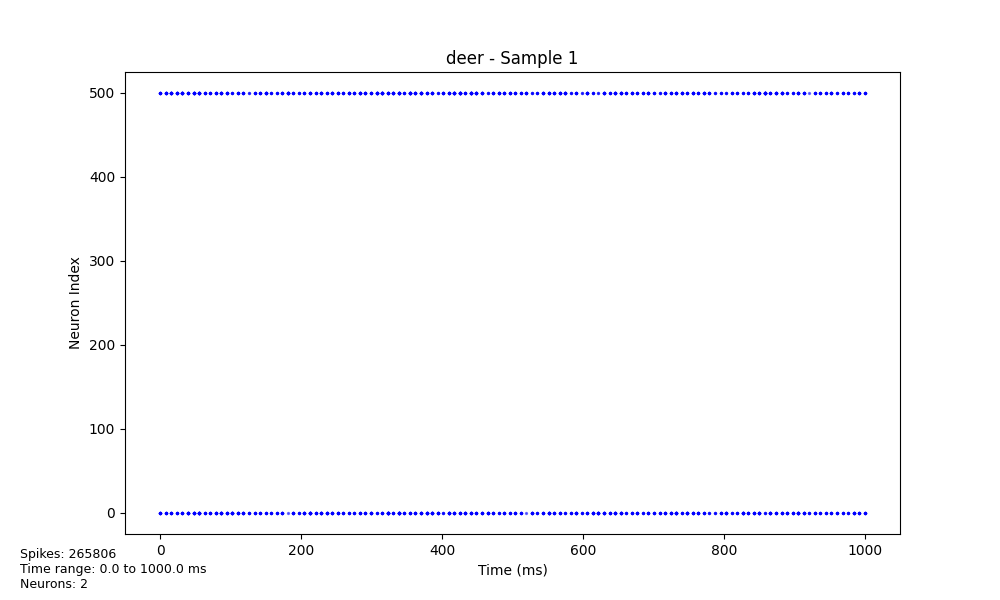 deer - Sample 1
500
400
300
200
100
0
Neuron Index
0 200 400 600 800 1000
Time (ms)
Spikes: 265806
Time range: 0.0 to 1000.0 ms
Neurons: 2